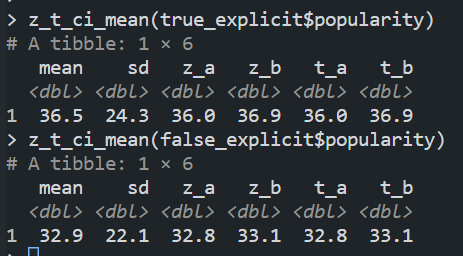 > z_t_ci_mean(true_explicit$popularity)
# A tibble: 1 × 6
   mean    sd   z_a   z_b   t_a   t_b
  <dbl> <dbl> <dbl> <dbl> <dbl> <dbl>
1  36.5  24.3  36.0  36.9  36.0  36.9
> z_t_ci_mean(false_explicit$popularity)
# A tibble: 1 × 6
   mean    sd   z_a   z_b   t_a   t_b
  <dbl> <dbl> <dbl> <dbl> <dbl> <dbl>
1  32.9  22.1  32.8  33.1  32.8  33.1
>